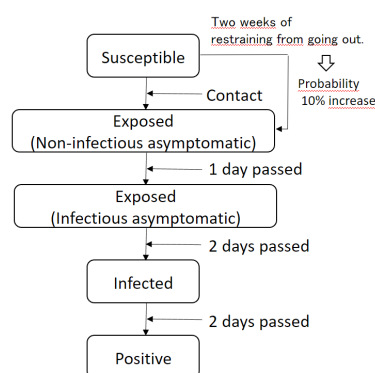 Two weeks of
restraining from going out.
Susceptible
Probability
10% increase
Contact
Exposed
(Non-infectious asymptomatic)
1 day passed
Exposed
(Infectious asymptomatic)
2 days passed
Infected
2 days passed
Positive